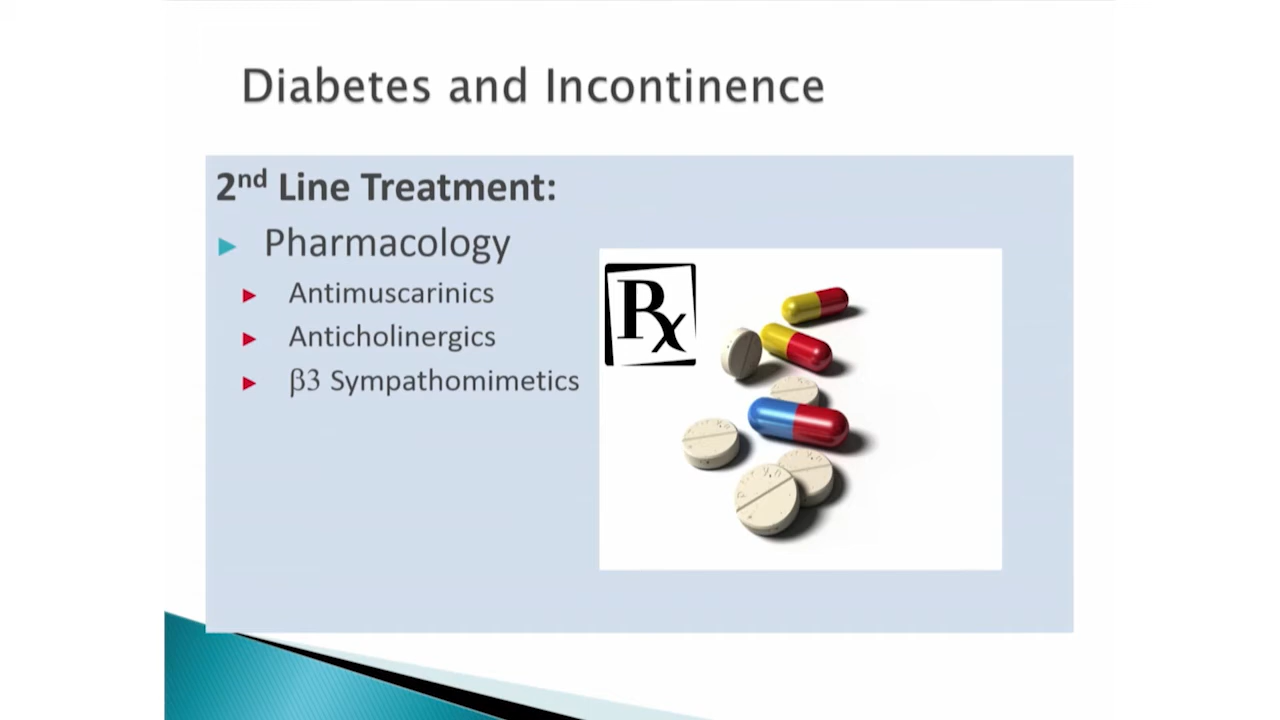 Diabetes and Incontinence
2nd Line Treatment:
Pharmacology
Antimuscarinics
Anticholinergics
β3 Sympathomimetics
Rx